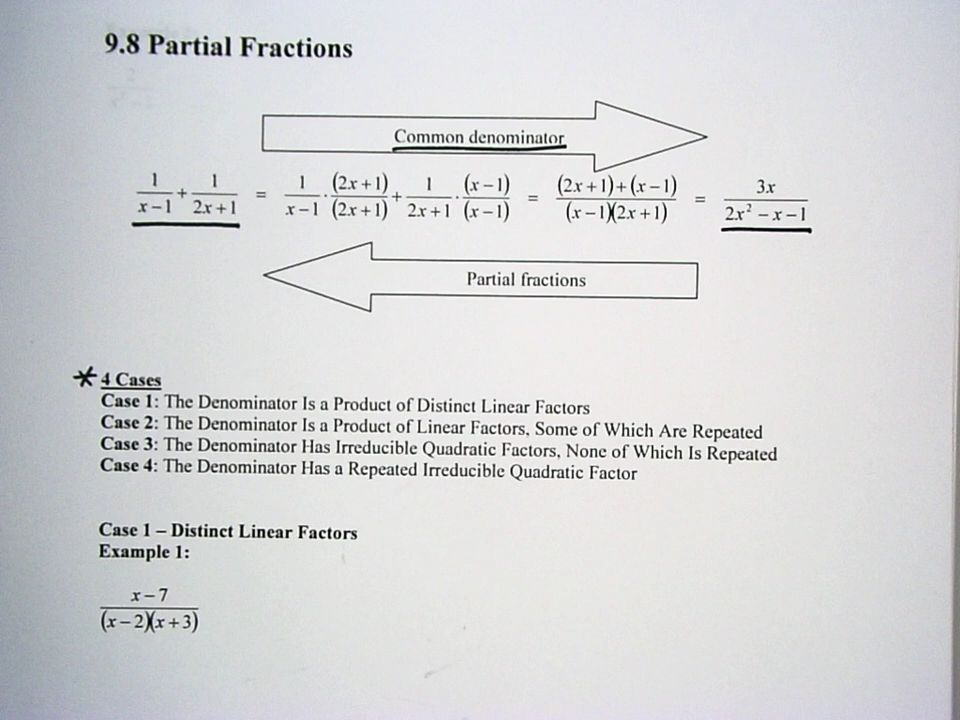 9.8 Partial Fractions
Common denominator
1/(x-1) + 1/(2x+1) = 1/(x-1) · (2x+1)/(2x+1) + 1/(2x+1) · (x-1)/(x-1) = ((2x+1)+(x-1))/((x-1)(2x+1)) = 3x/(2x² - x - 1)
Partial fractions
* 4 Cases
Case 1: The Denominator Is a Product of Distinct Linear Factors
Case 2: The Denominator Is a Product of Linear Factors, Some of Which Are Repeated
Case 3: The Denominator Has Irreducible Quadratic Factors, None of Which Is Repeated
Case 4: The Denominator Has a Repeated Irreducible Quadratic Factor
Case 1 – Distinct Linear Factors
Example 1:
x-7
(x-2)(x+3)